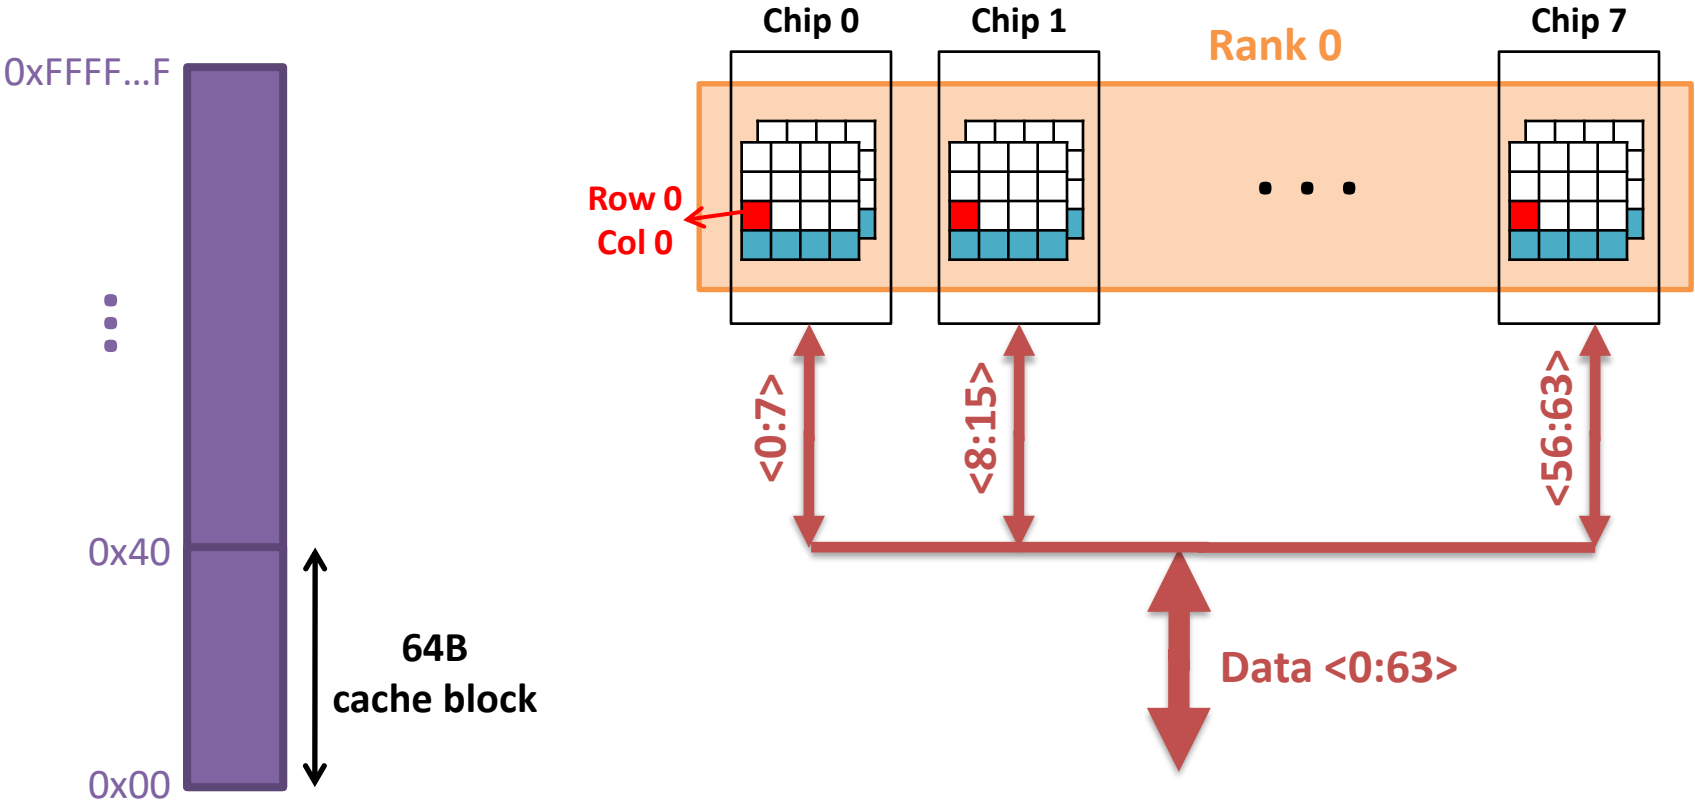 Chip 0
Chip 1
Chip 7
Rank 0
0xFFFF...F
Row 0
Col 0
<0:7>
<8:15>
<56:63>
0x40
64B
cache block
Data <0:63>
0x00